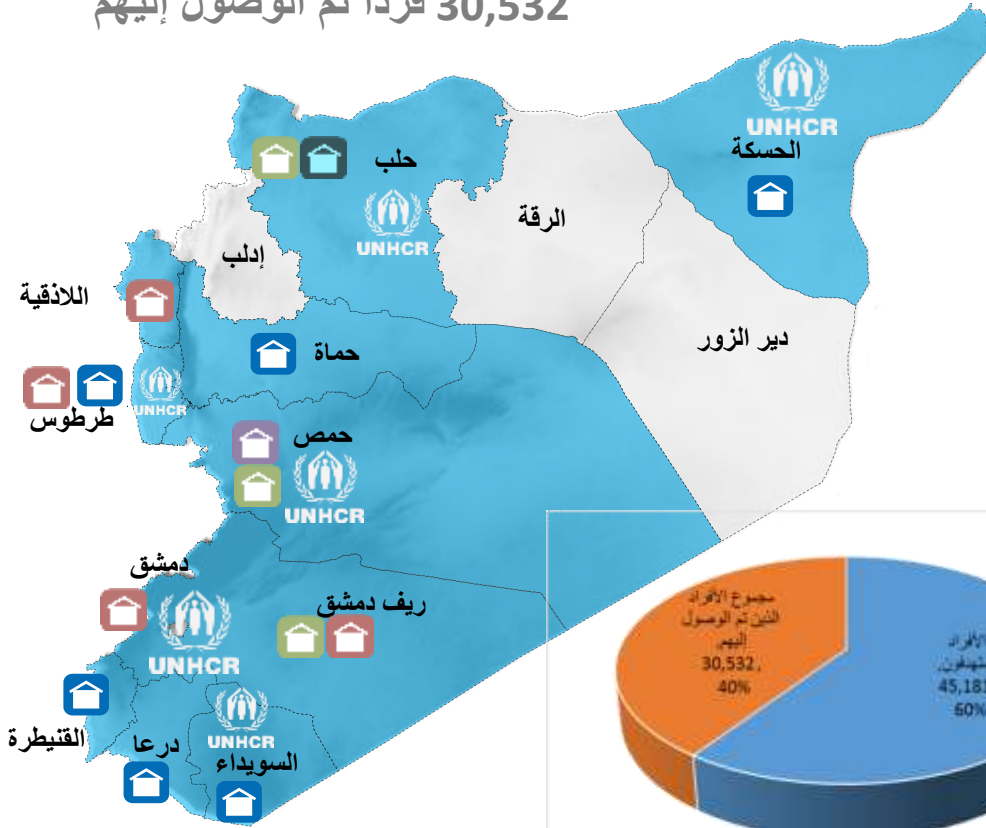 30,532 فردا تم الوصول إليهم
UNHCR
الحسكة
حلب
UNHCR
الرقة
إدلب
اللاذقية
دير الزور
حماة
UNHCR
طرطوس
حمص
UNHCR
دمشق
ريف دمشق
UNHCR
القنيطرة
درعا
UNHCR
السويداء
مجموع الأفراد
الذين تم الوصول
إليهم
30,532,
40%
الأفراد
45,181
60%